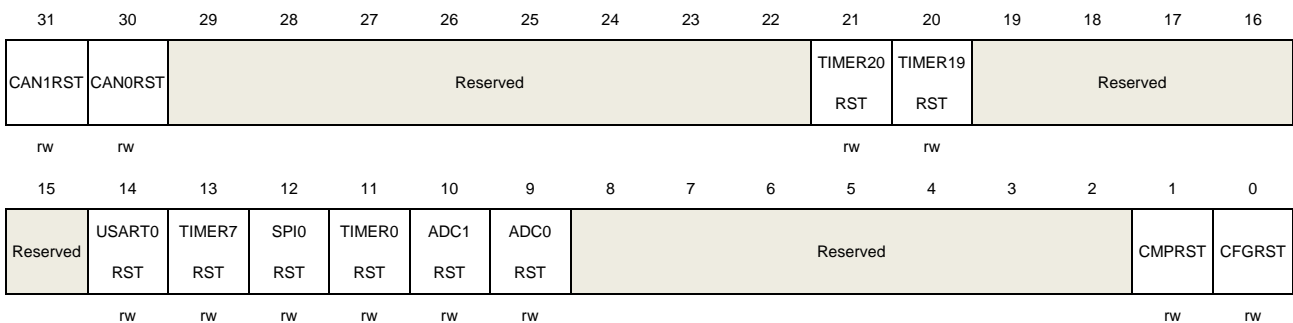 31 30 29 28 27 26 25 24 23 22 21 20 19 18 17 16
CAN1RST CAN0RST Reserved TIMER20 RST TIMER19 RST Reserved
rw rw rw rw
15 14 13 12 11 10 9 8 7 6 5 4 3 2 1 0
Reserved USART0 RST TIMER7 RST SPI0 RST TIMER0 RST ADC1 RST ADC0 RST Reserved CMPRST CFGRST
rw rw rw rw rw rw rw rw